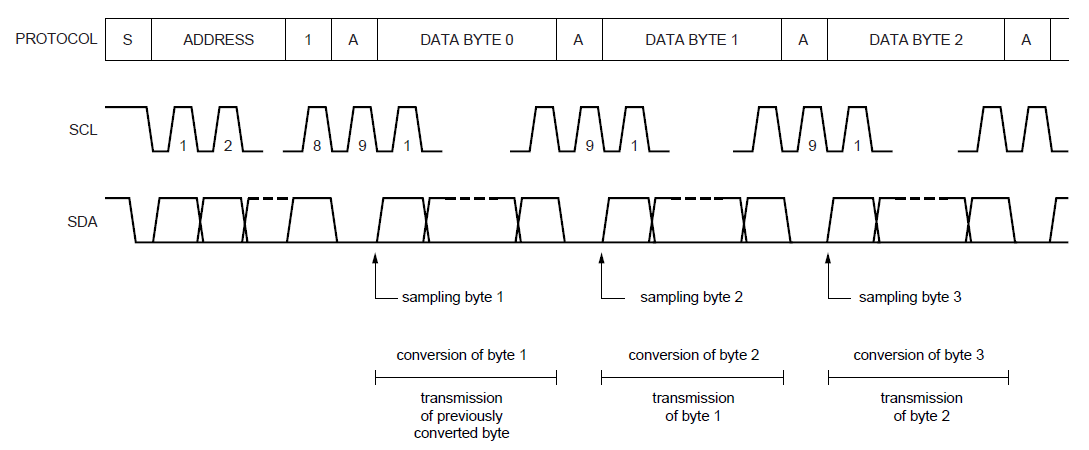 PROTOCOL S ADDRESS 1 A DATA BYTE 0 A DATA BYTE 1 A DATA BYTE 2 A
SCL 1 2 8 9 1 9 1 9 1
SDA
sampling byte 1 sampling byte 2 sampling byte 3
conversion of byte 1 conversion of byte 2 conversion of byte 3
transmission transmission transmission
of previously of byte 1 of byte 2
converted byte